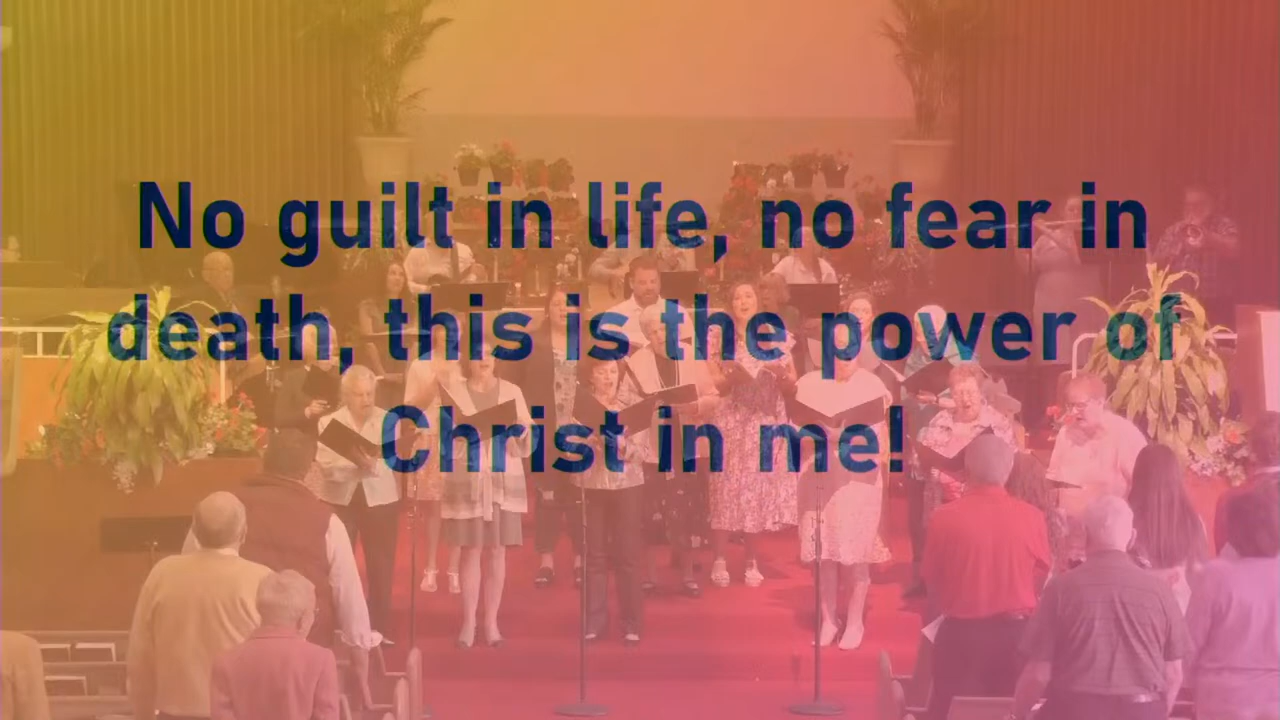 No guilt in life, no fear in
death, this is the power of
Christ in me!